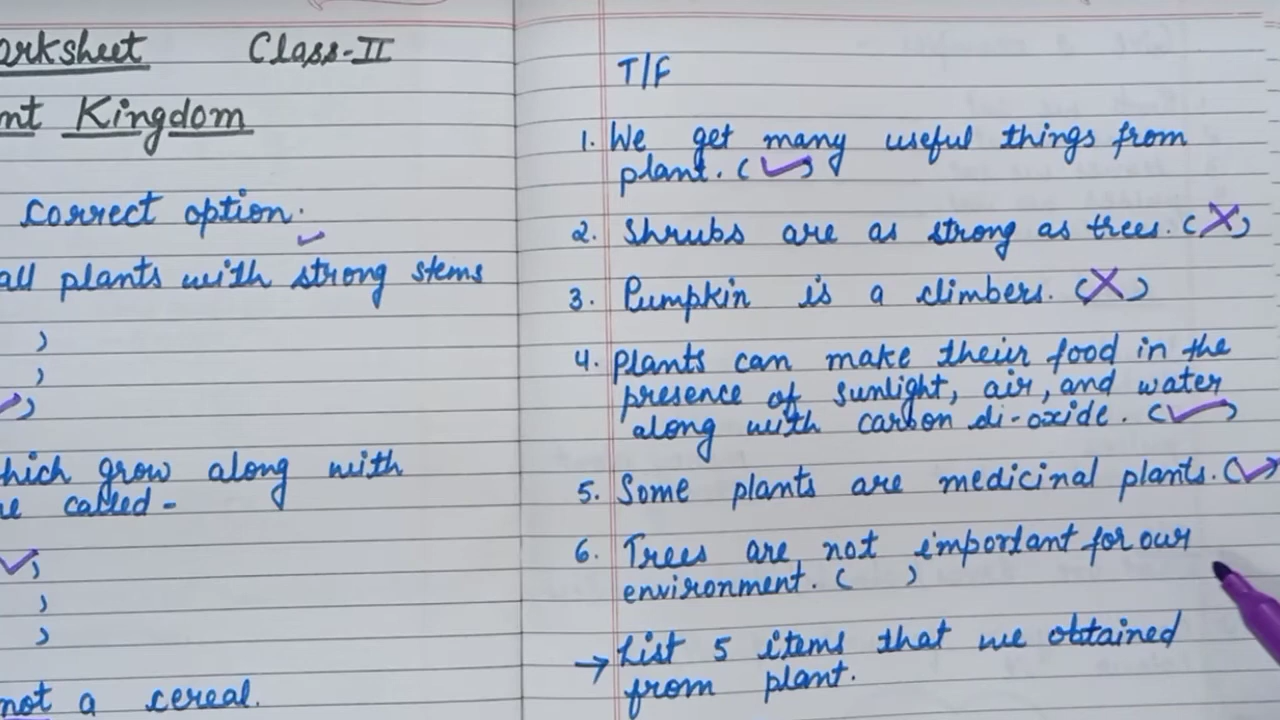 Class-II
Kingdom
correct option.
all plants with strong stems
)
)
)
grow along with
called-
)
)
)
not a cereal.
T/F
1. We get many useful things from
plant. (✓)
2. Shrubs are as strong as trees. (X)
3. Pumpkin is a climbers. (X)
4. Plants can make their food in the
presence of sunlight, air, and water
along with carbon di-oxide. (✓)
5. Some plants are medicinal plants. (✓)
6. Trees are not important for our
environment. ( )
→ List 5 items that we obtained
from plant.